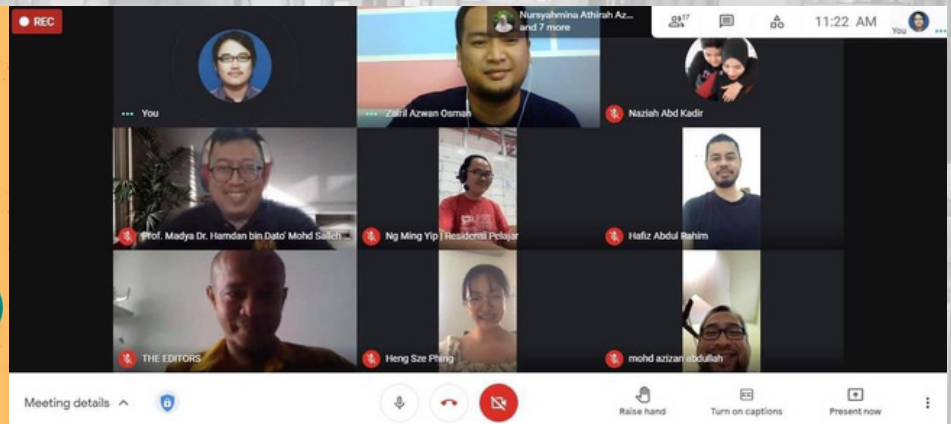 REC
Nursyahmina Athirah Az...
and 7 more
17
11:22 AM
You
You
Zairil Azwan Osman
Naziah Abd Kadir
Prof. Madya Dr. Hamdan bin Dato' Mohd Salleh
Ng Ming Yip | Residensi Pelajar
Hafiz Abdul Rahim
THE EDITORS
Heng Sze Phing
mohd azizan abdullah
Meeting details
Raise hand
Turn on captions
Present now